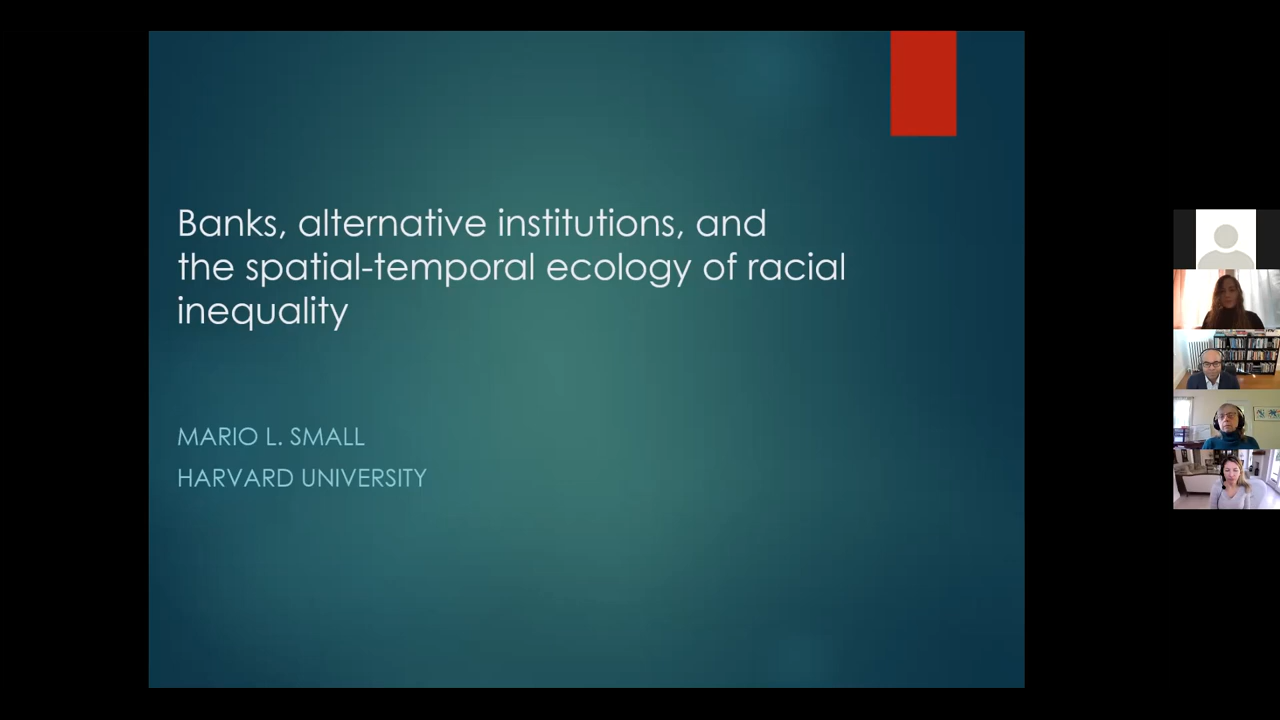 Banks, alternative institutions, and
the spatial-temporal ecology of racial
inequality
MARIO L. SMALL
HARVARD UNIVERSITY